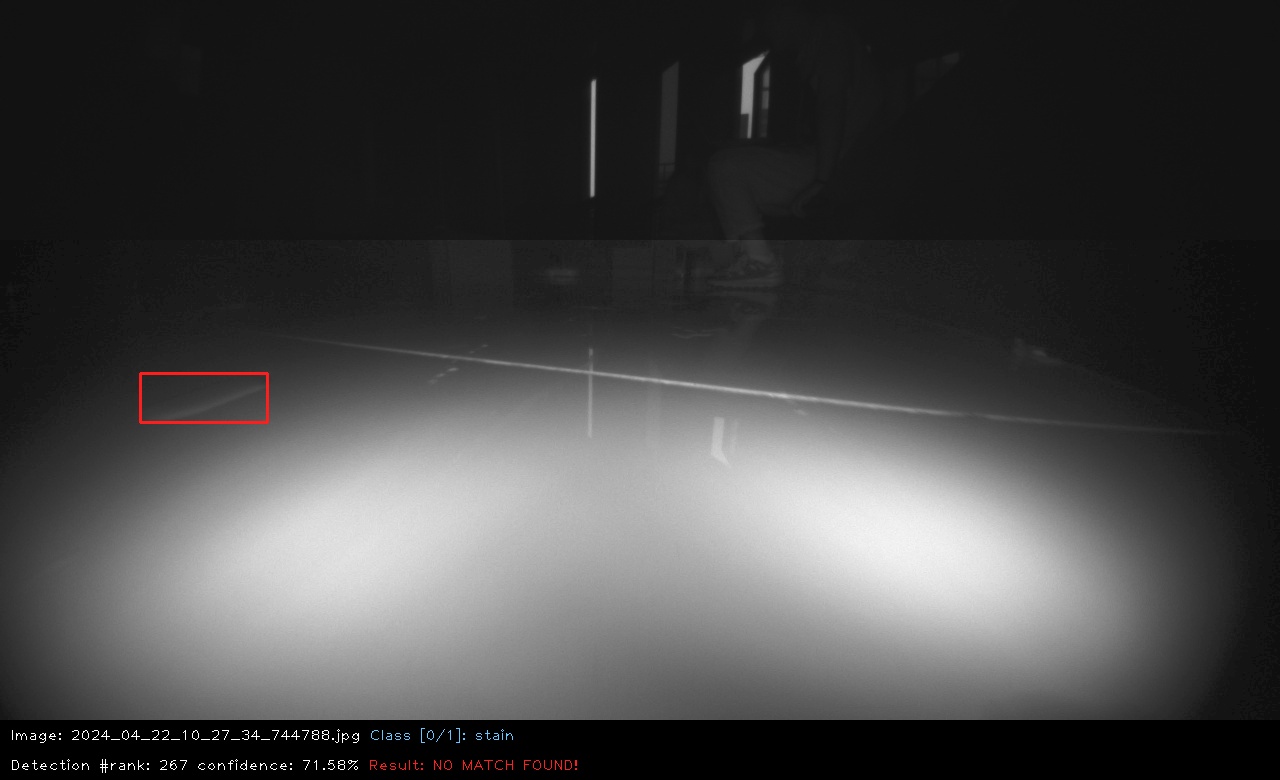 Image: 2024_04_22_10_27_34_744788.jpg Class [0/1]: stain
Detection #rank: 267 confidence: 71.58% Result: NO MATCH FOUND!